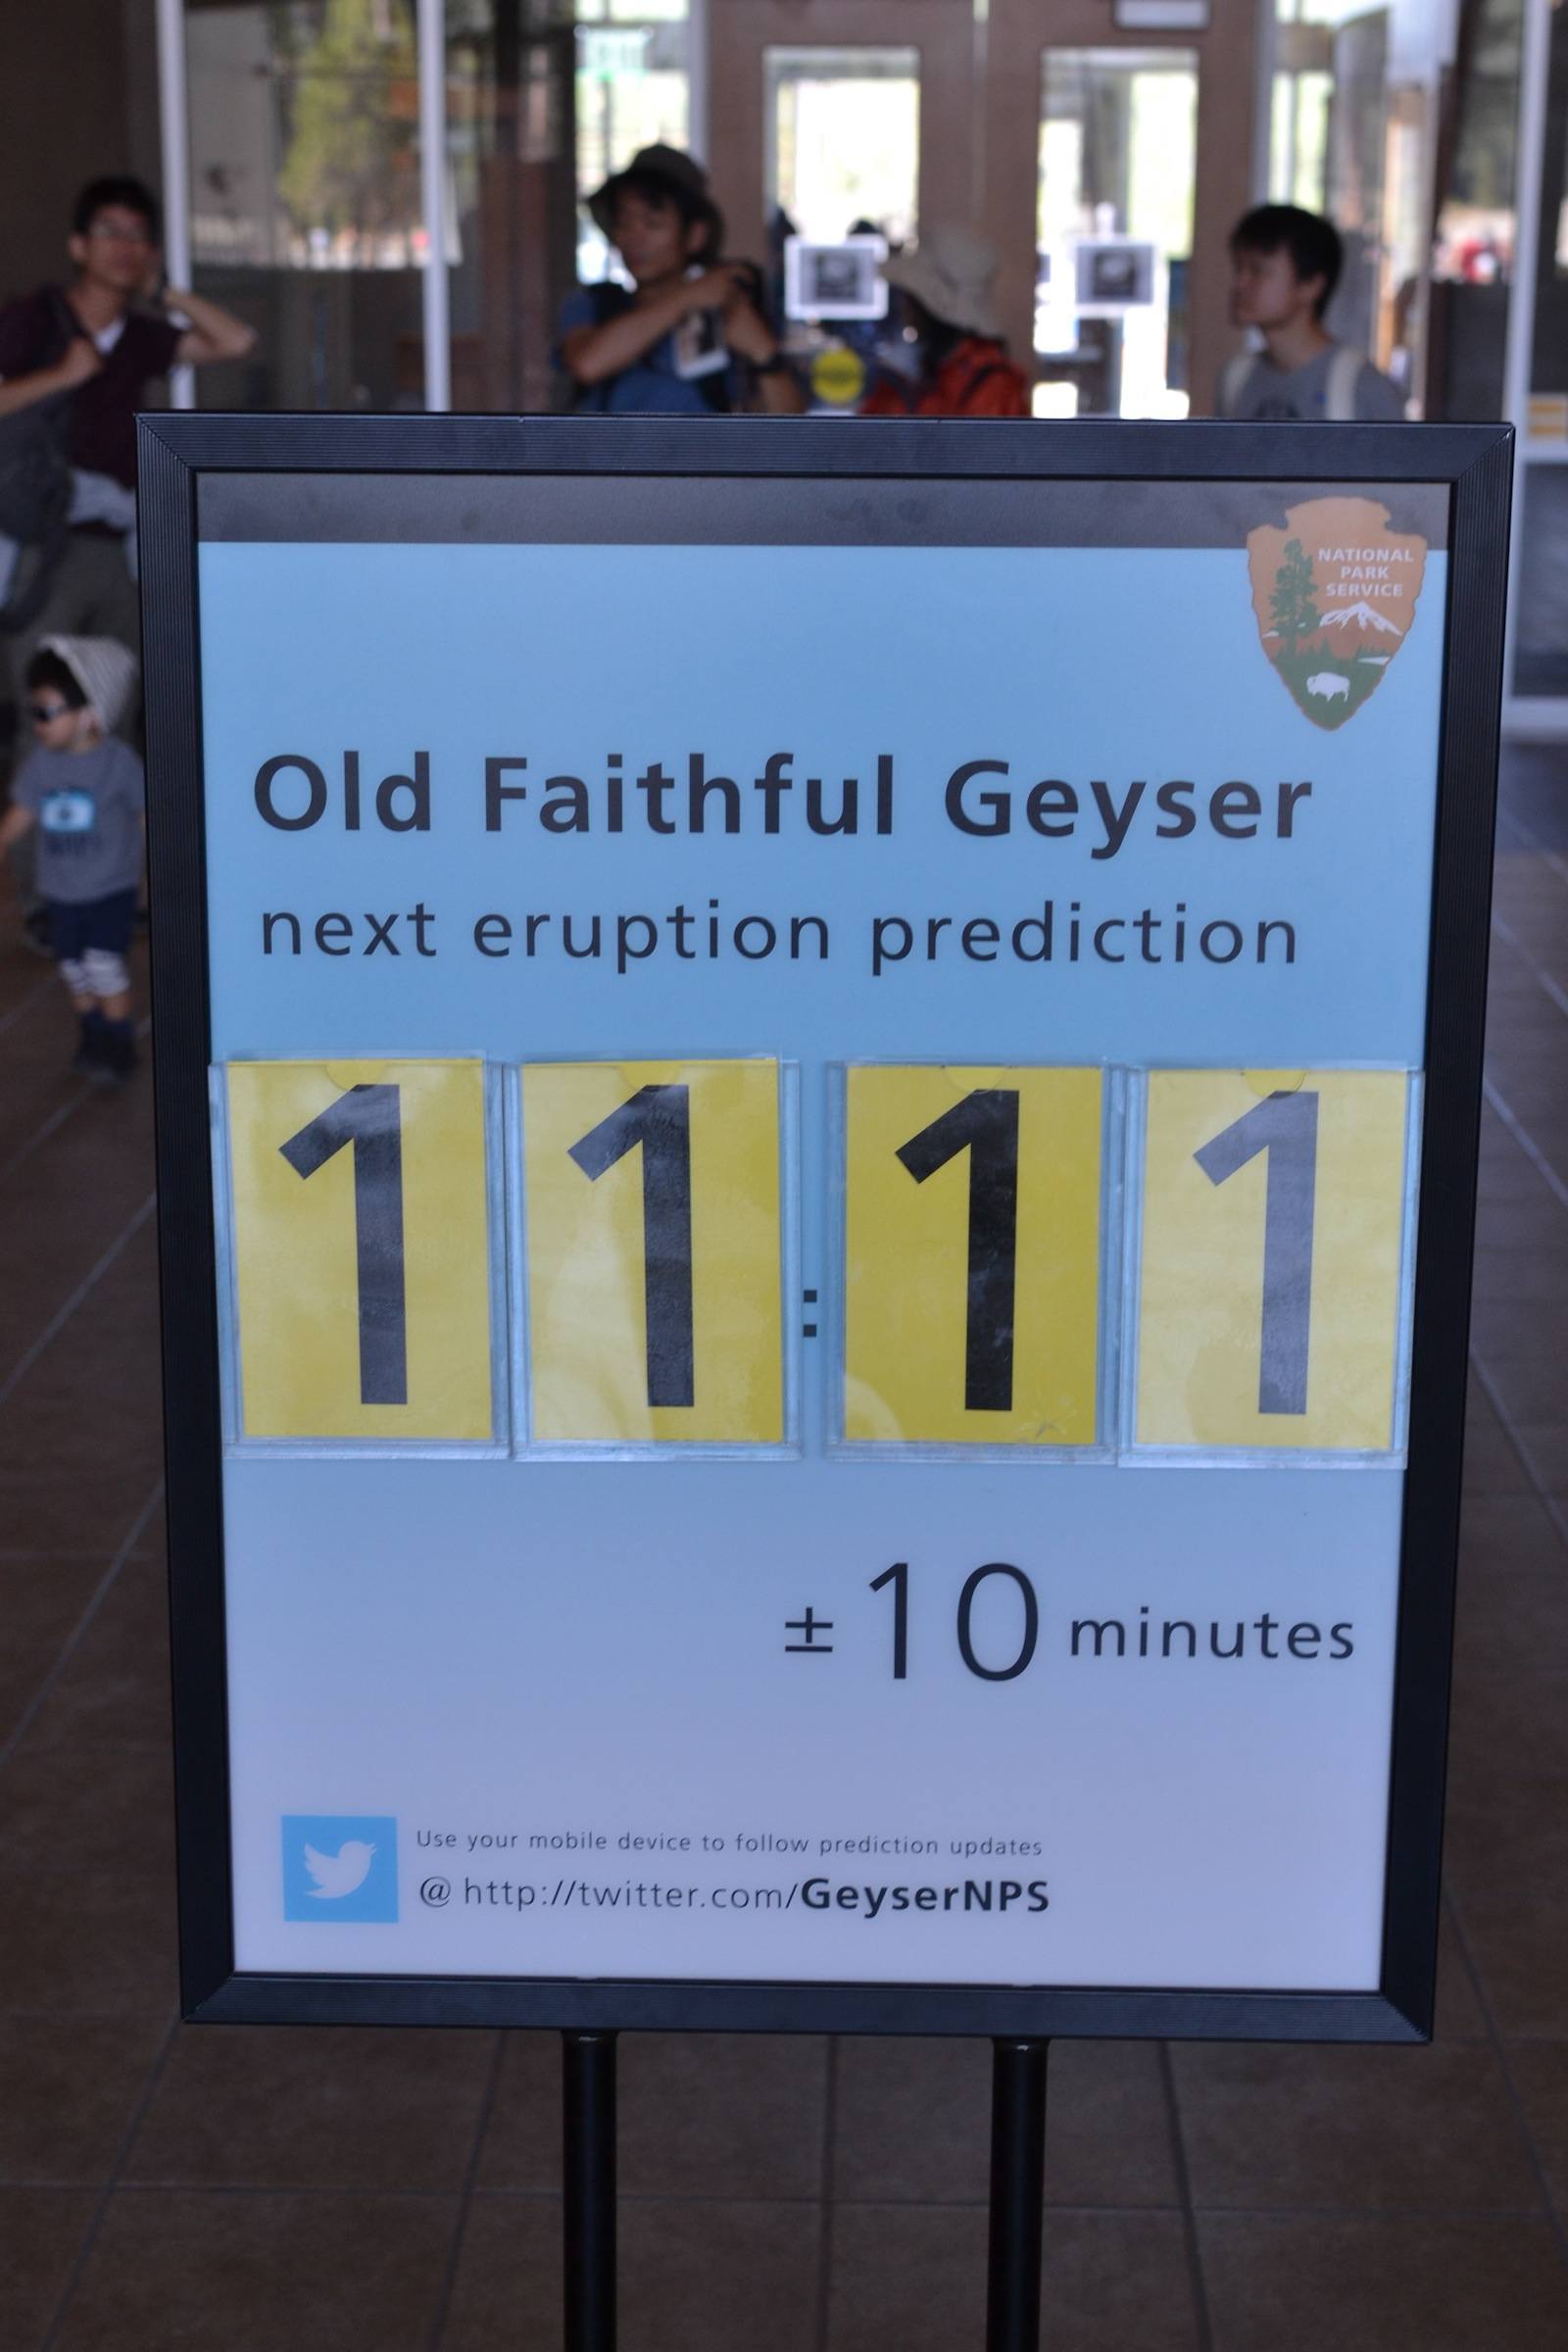 NATIONAL
PARK
SERVICE
Old Faithful Geyser
next eruption prediction
11:11
± 10 minutes
Use your mobile device to follow prediction updates
@ http://twitter.com/GeyserNPS